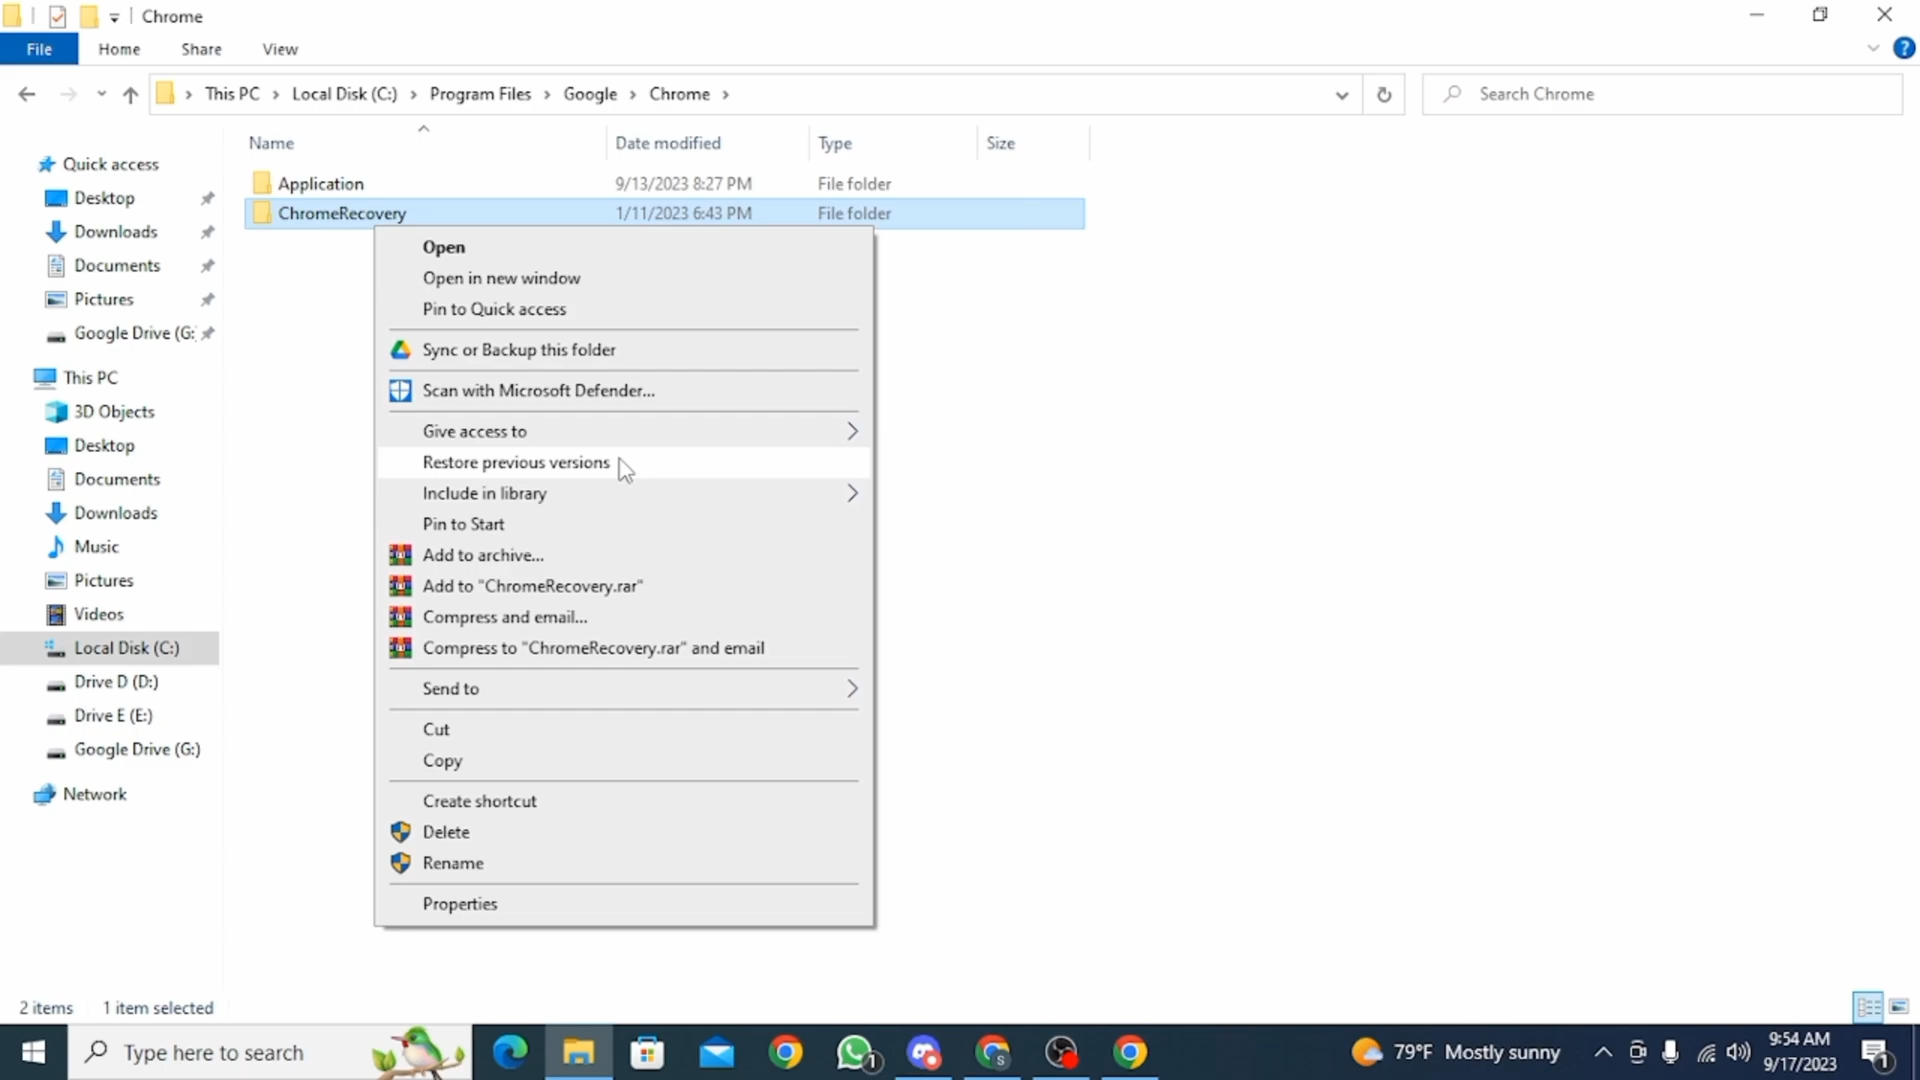 Chrome
File Home Share View
This PC Local Disk (C:) Program Files Google Chrome
Search Chrome
Name Date modified Type Size
Quick access
Desktop
Downloads
Documents
Pictures
Google Drive (G:
This PC
3D Objects
Desktop
Documents
Downloads
Music
Pictures
Videos
Local Disk (C:)
Drive D (D:)
Drive E (E:)
Google Drive (G:)
Network
Application 9/13/2023 8:27 PM File folder
ChromeRecovery 1/11/2023 6:43 PM File folder
Open
Open in new window
Pin to Quick access
Sync or Backup this folder
Scan with Microsoft Defender...
Give access to
Restore previous versions
Include in library
Pin to Start
Add to archive...
Add to "ChromeRecovery.rar"
Compress and email...
Compress to "ChromeRecovery.rar" and email
Send to
Cut
Copy
Create shortcut
Delete
Rename
Properties
2 items 1 item selected
Type here to search
1
S
79°F Mostly sunny
9:54 AM
9/17/2023
1